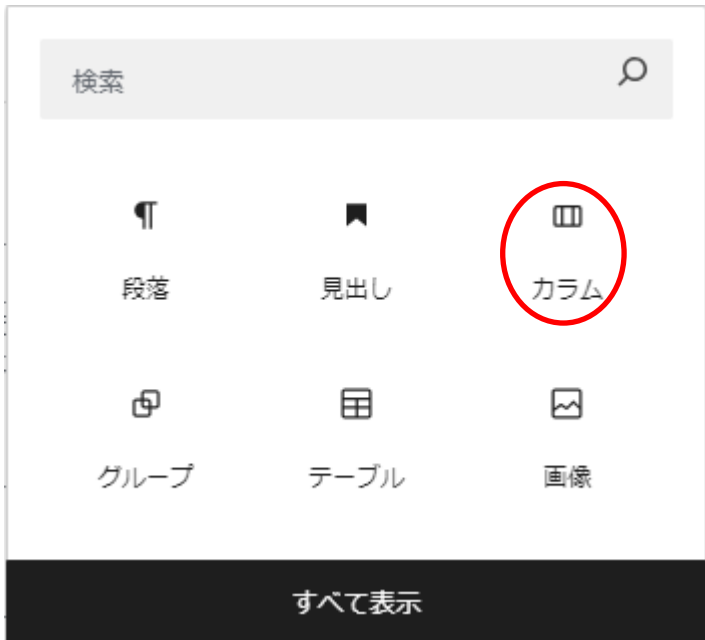 検索
段落
見出し
カラム
グループ
テーブル
画像
すべて表示